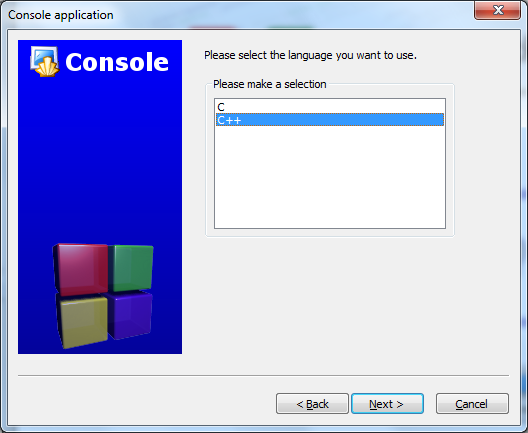 Console application
Console
Please select the language you want to use.
Please make a selection
C
C++
< Back
Next >
Cancel